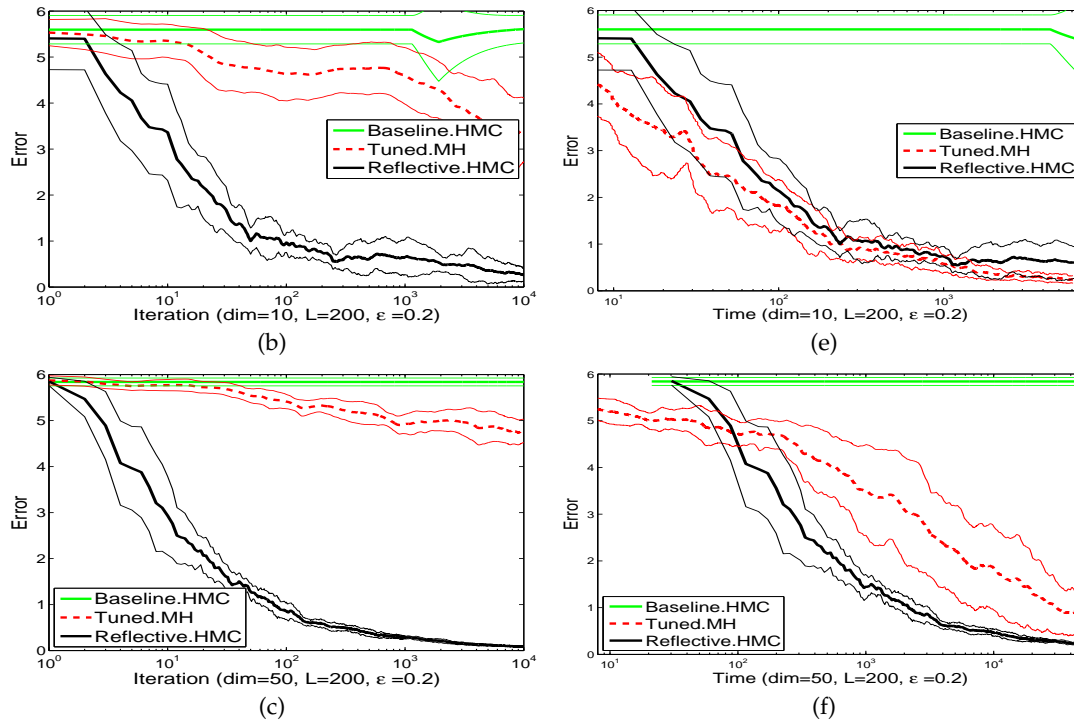 6
5
4
3
2
1
0
Error
Baseline.HMC
Tuned.MH
Reflective.HMC
10^0 10^1 10^2 10^3 10^4
Iteration (dim=10, L=200, ε =0.2)
(b)
6
5
4
3
2
1
0
Error
Baseline.HMC
Tuned.MH
Reflective.HMC
10^1 10^2 10^3
Time (dim=10, L=200, ε =0.2)
(e)
6
5
4
3
2
1
0
Error
Baseline.HMC
Tuned.MH
Reflective.HMC
10^0 10^1 10^2 10^3 10^4
Iteration (dim=50, L=200, ε =0.2)
(c)
6
5
4
3
2
1
0
Error
Baseline.HMC
Tuned.MH
Reflective.HMC
10^1 10^2 10^3 10^4
Time (dim=50, L=200, ε =0.2)
(f)